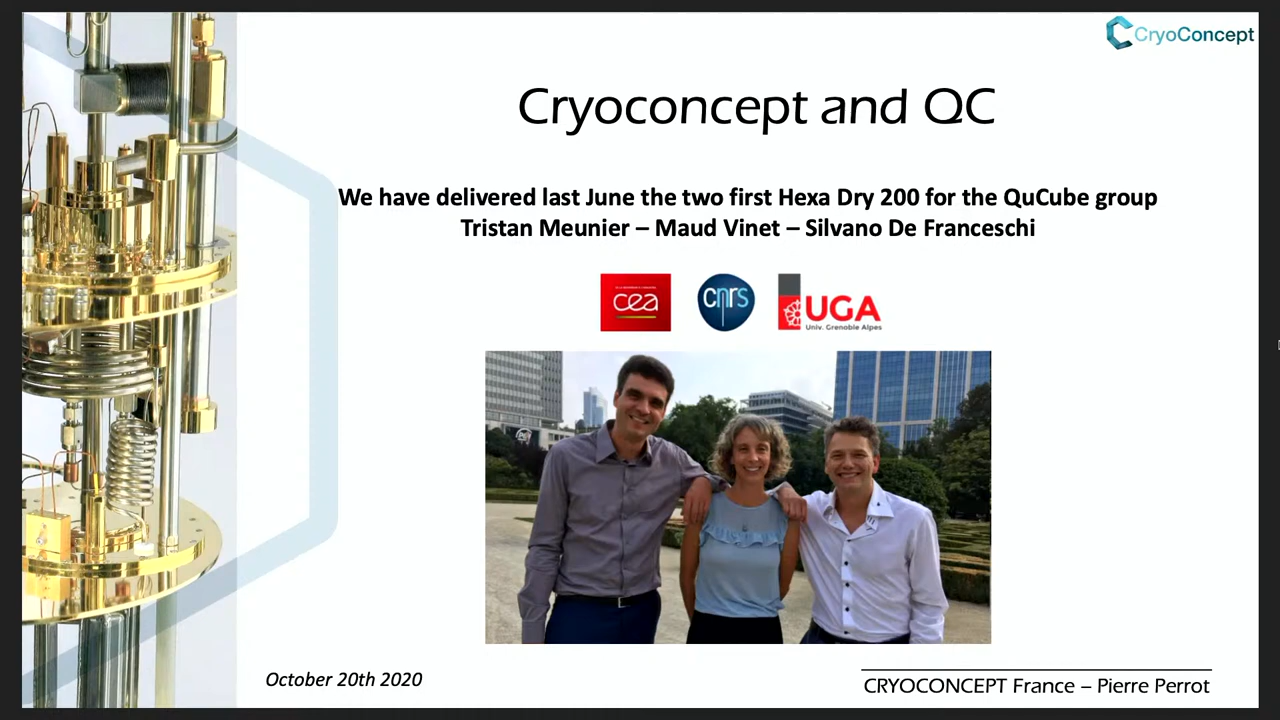 CryoConcept
Cryoconcept and QC
We have delivered last June the two first Hexa Dry 200 for the QuCube group
Tristan Meunier – Maud Vinet – Silvano De Franceschi
cea
cnrs
UGA
Univ. Grenoble Alpes
October 20th 2020
CRYOCONCEPT France – Pierre Perrot